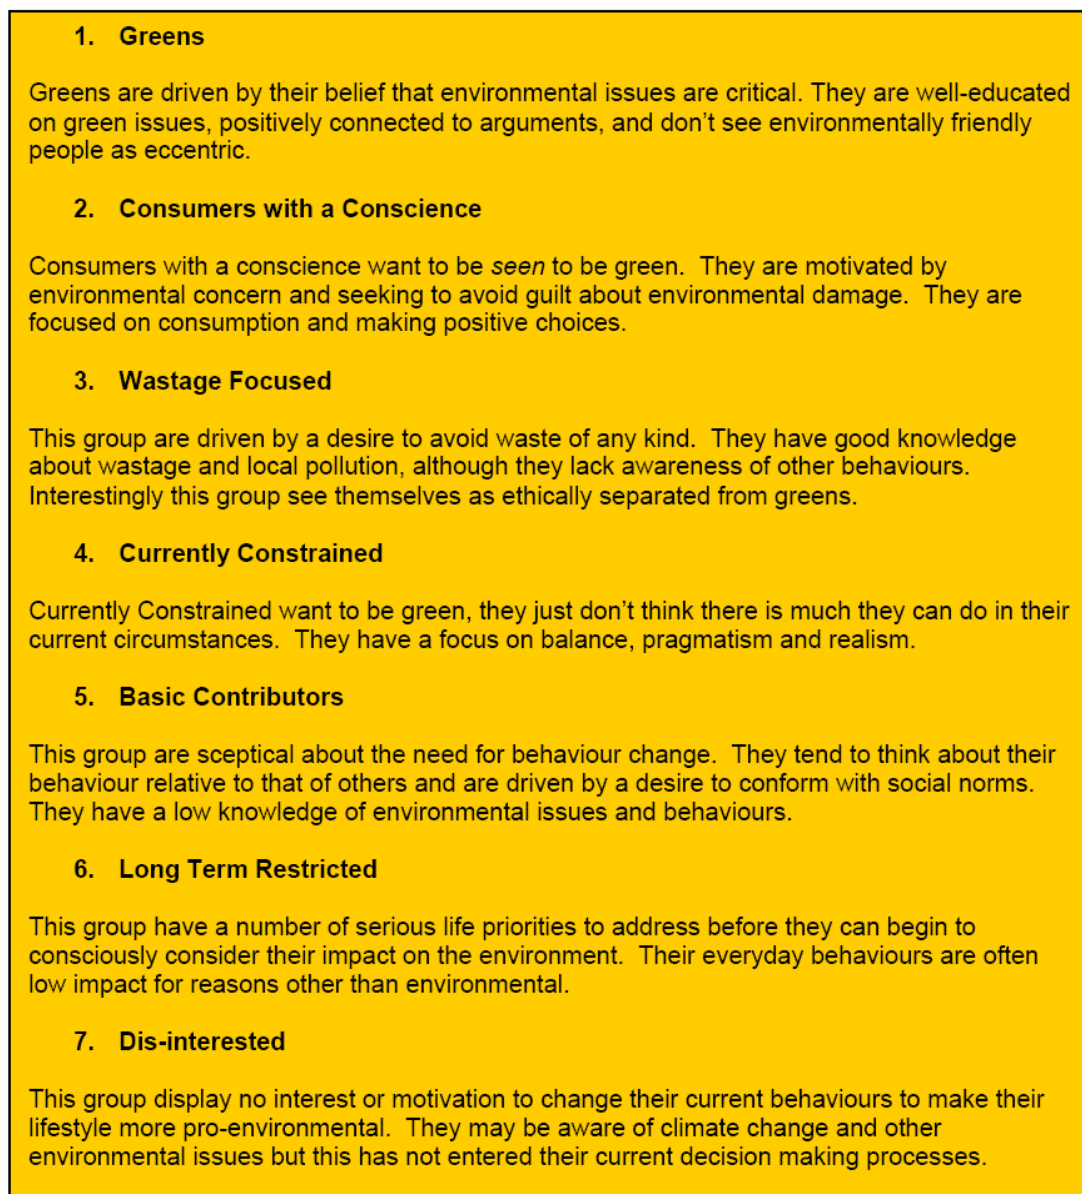 1. Greens
Greens are driven by their belief that environmental issues are critical. They are well-educated
on green issues, positively connected to arguments, and don't see environmentally friendly
people as eccentric.
2. Consumers with a Conscience
Consumers with a conscience want to be seen to be green. They are motivated by
environmental concern and seeking to avoid guilt about environmental damage. They are
focused on consumption and making positive choices.
3. Wastage Focused
This group are driven by a desire to avoid waste of any kind. They have good knowledge
about wastage and local pollution, although they lack awareness of other behaviours.
Interestingly this group see themselves as ethically separated from greens.
4. Currently Constrained
Currently Constrained want to be green, they just don't think there is much they can do in their
current circumstances. They have a focus on balance, pragmatism and realism.
5. Basic Contributors
This group are sceptical about the need for behaviour change. They tend to think about their
behaviour relative to that of others and are driven by a desire to conform with social norms.
They have a low knowledge of environmental issues and behaviours.
6. Long Term Restricted
This group have a number of serious life priorities to address before they can begin to
consciously consider their impact on the environment. Their everyday behaviours are often
low impact for reasons other than environmental.
7. Dis-interested
This group display no interest or motivation to change their current behaviours to make their
lifestyle more pro-environmental. They may be aware of climate change and other
environmental issues but this has not entered their current decision making processes.